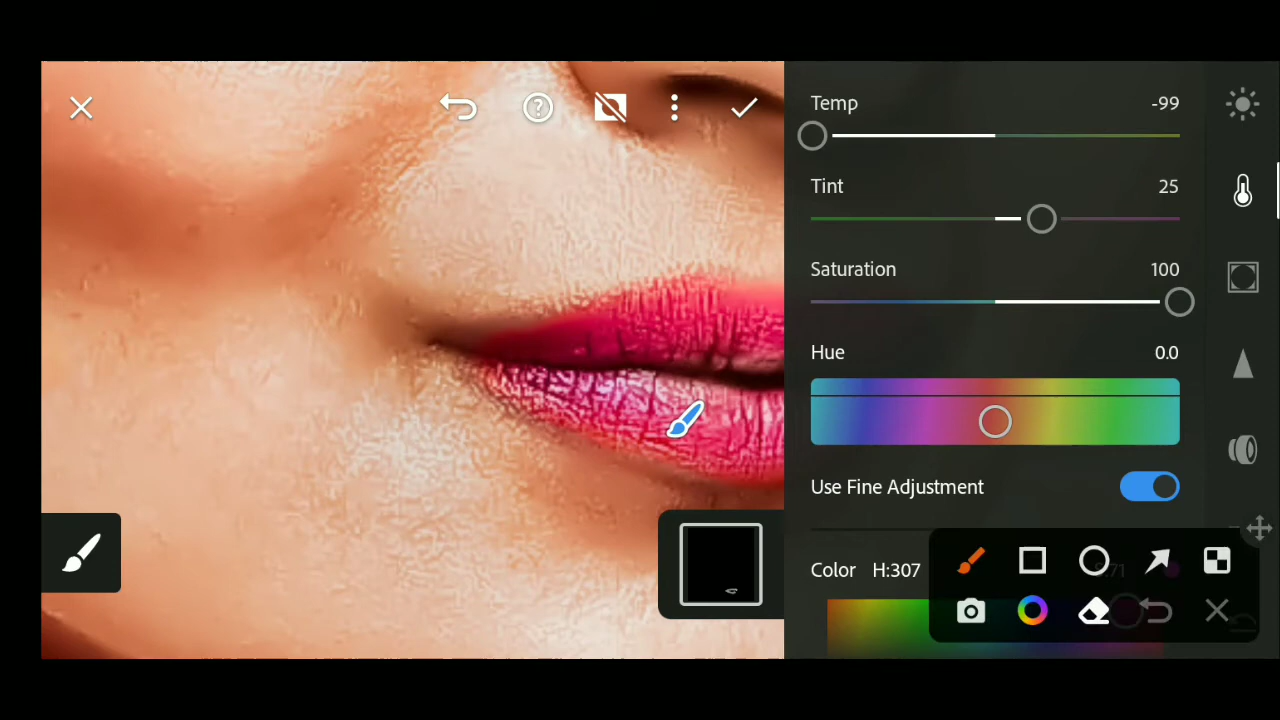 Temp -99
Tint 25
Saturation 100
Hue 0.0
Use Fine Adjustment
Color H:307